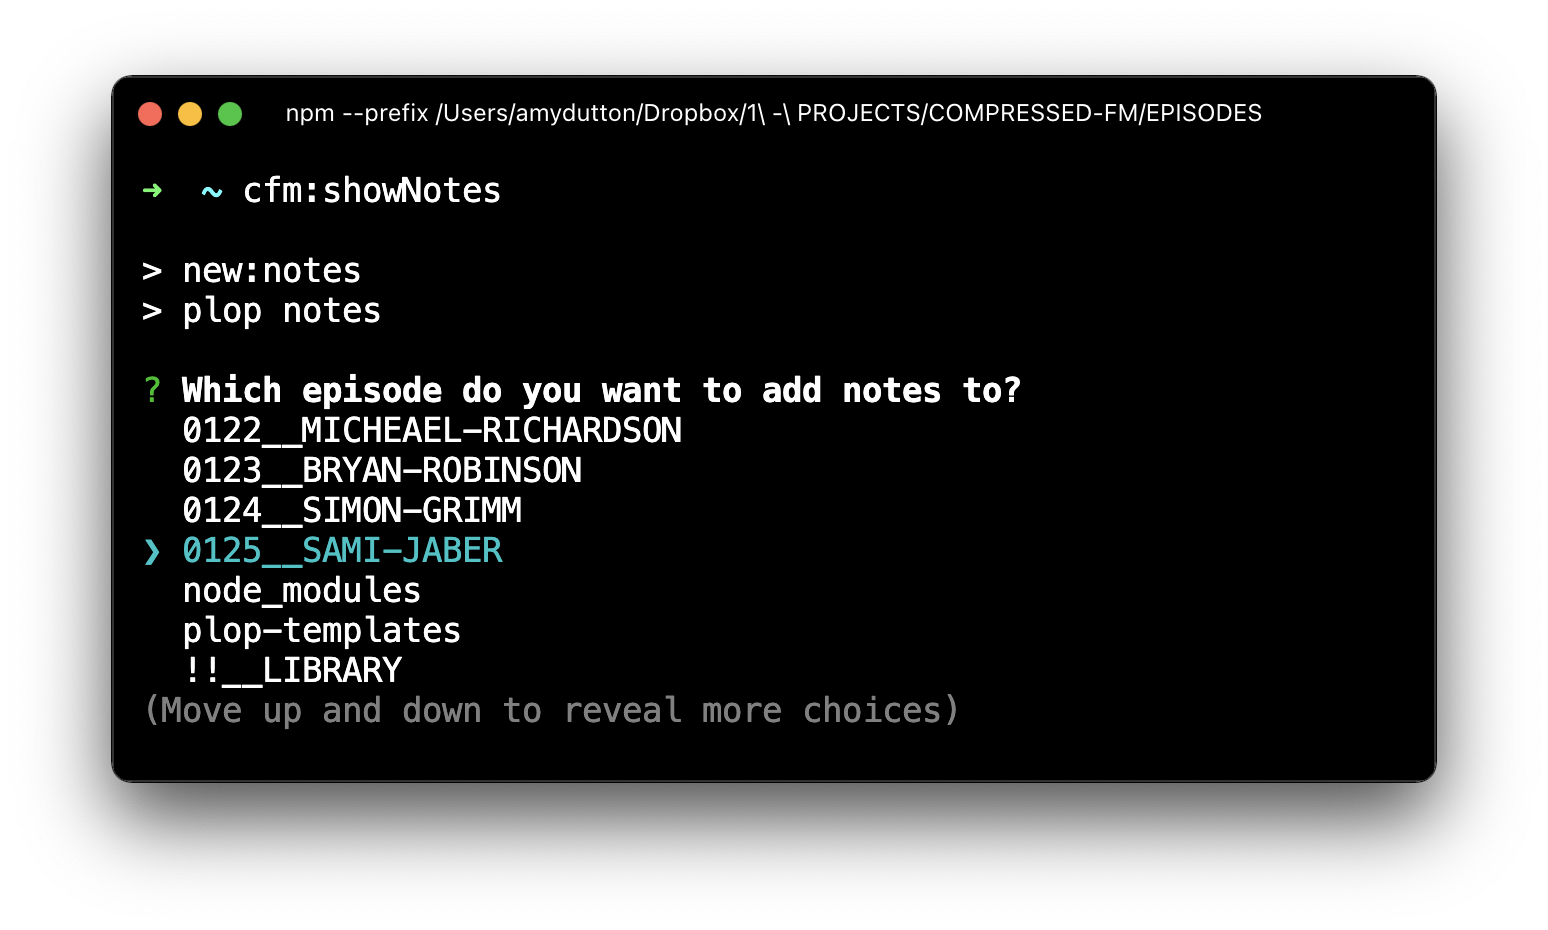 npm --prefix /Users/amydutton/Dropbox/1\ -\ PROJECTS/COMPRESSED-FM/EPISODES
➜ ~ cfm:showNotes
> new:notes
> plop notes
? Which episode do you want to add notes to?
0122__MICHEAEL-RICHARDSON
0123__BRYAN-ROBINSON
0124__SIMON-GRIMM
❯ 0125__SAMI-JABER
node_modules
plop-templates
!!__LIBRARY
(Move up and down to reveal more choices)